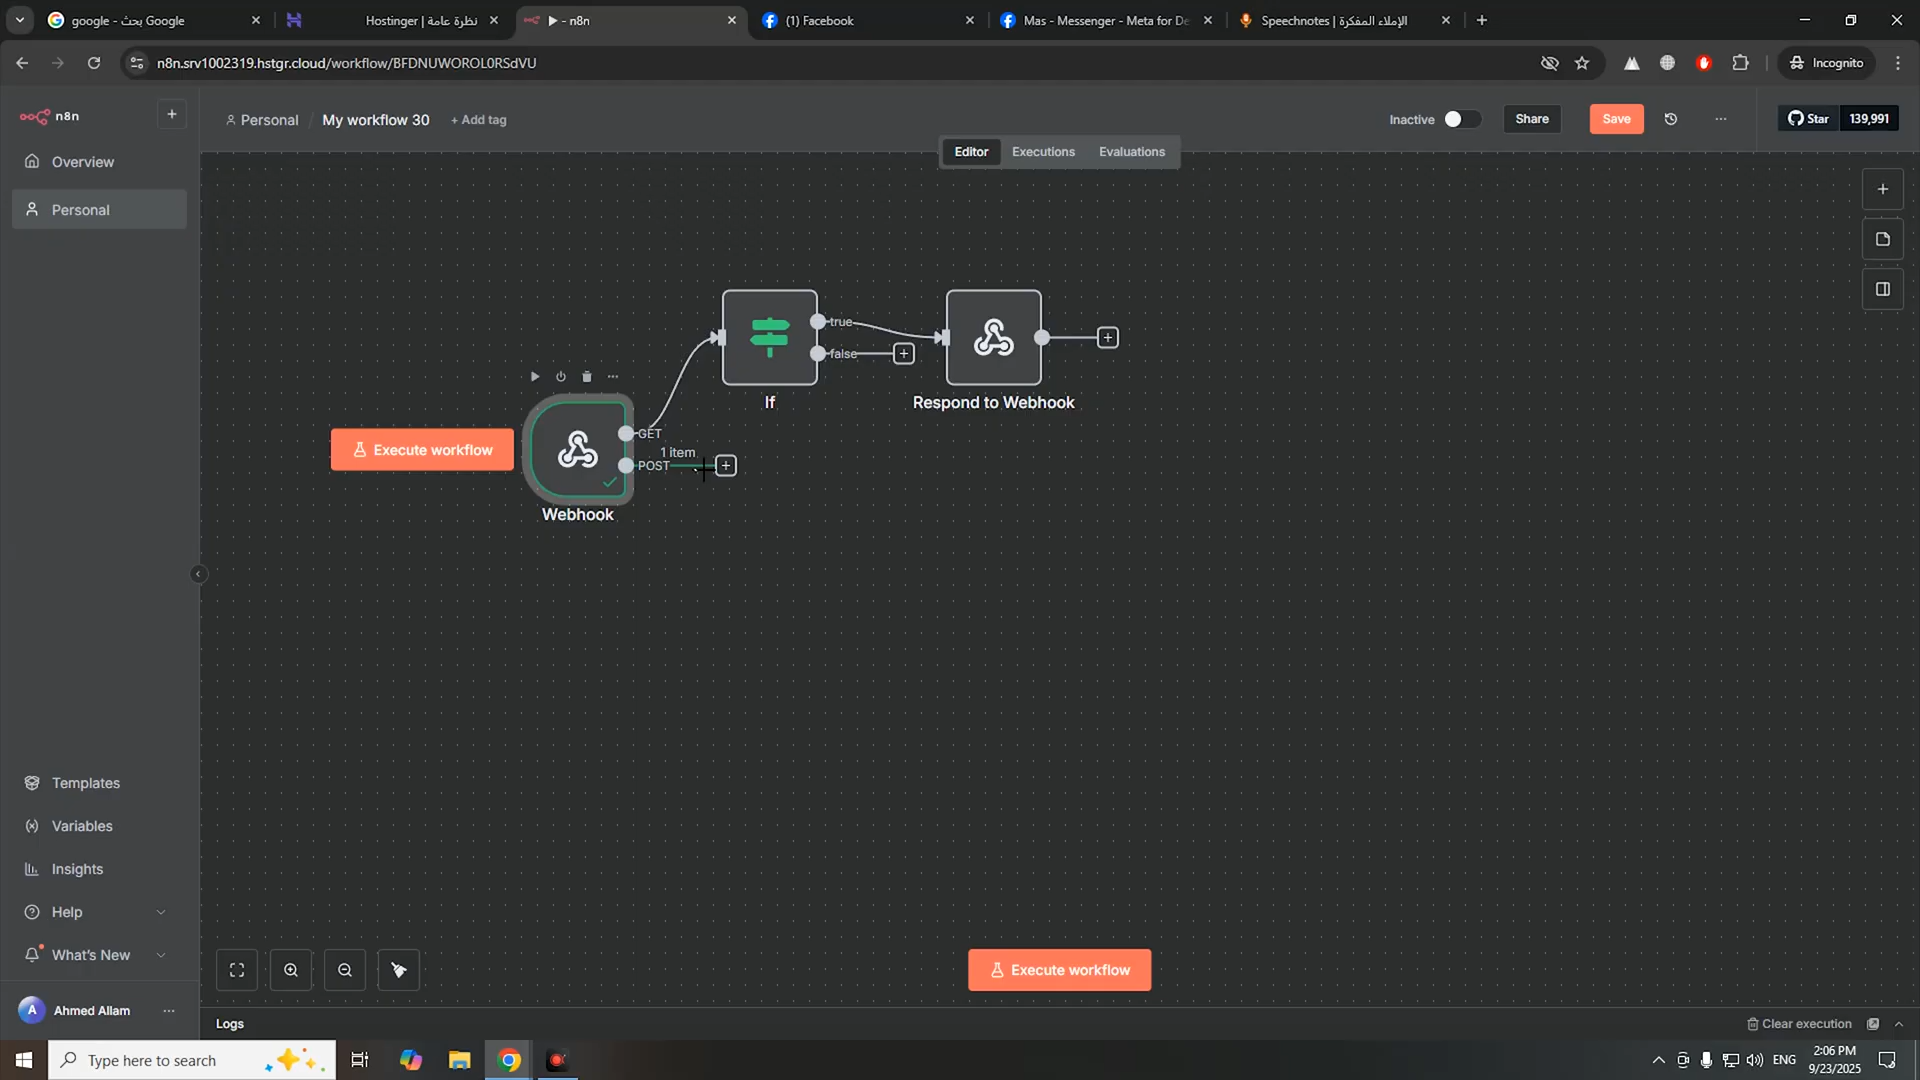 google - بحث Google
Hostinger | نظرة عامة
▶ - n8n
(1) Facebook
Mas - Messenger - Meta for De
Speechnotes | الإملاء المفكرة
n8n.srv1002319.hstgr.cloud/workflow/BFDNUWOROL0RSdVU
Incognito
n8n
Personal / My workflow 30 + Add tag
Inactive
Share
Save
Star 139,991
Editor
Executions
Evaluations
Overview
Personal
true
false
If
Respond to Webhook
Execute workflow
GET
1 item
POST
Webhook
Templates
Variables
Insights
Help
What's New
A Ahmed Allam
Execute workflow
Logs
Clear execution
Type here to search
ENG
2:06 PM
9/23/2025